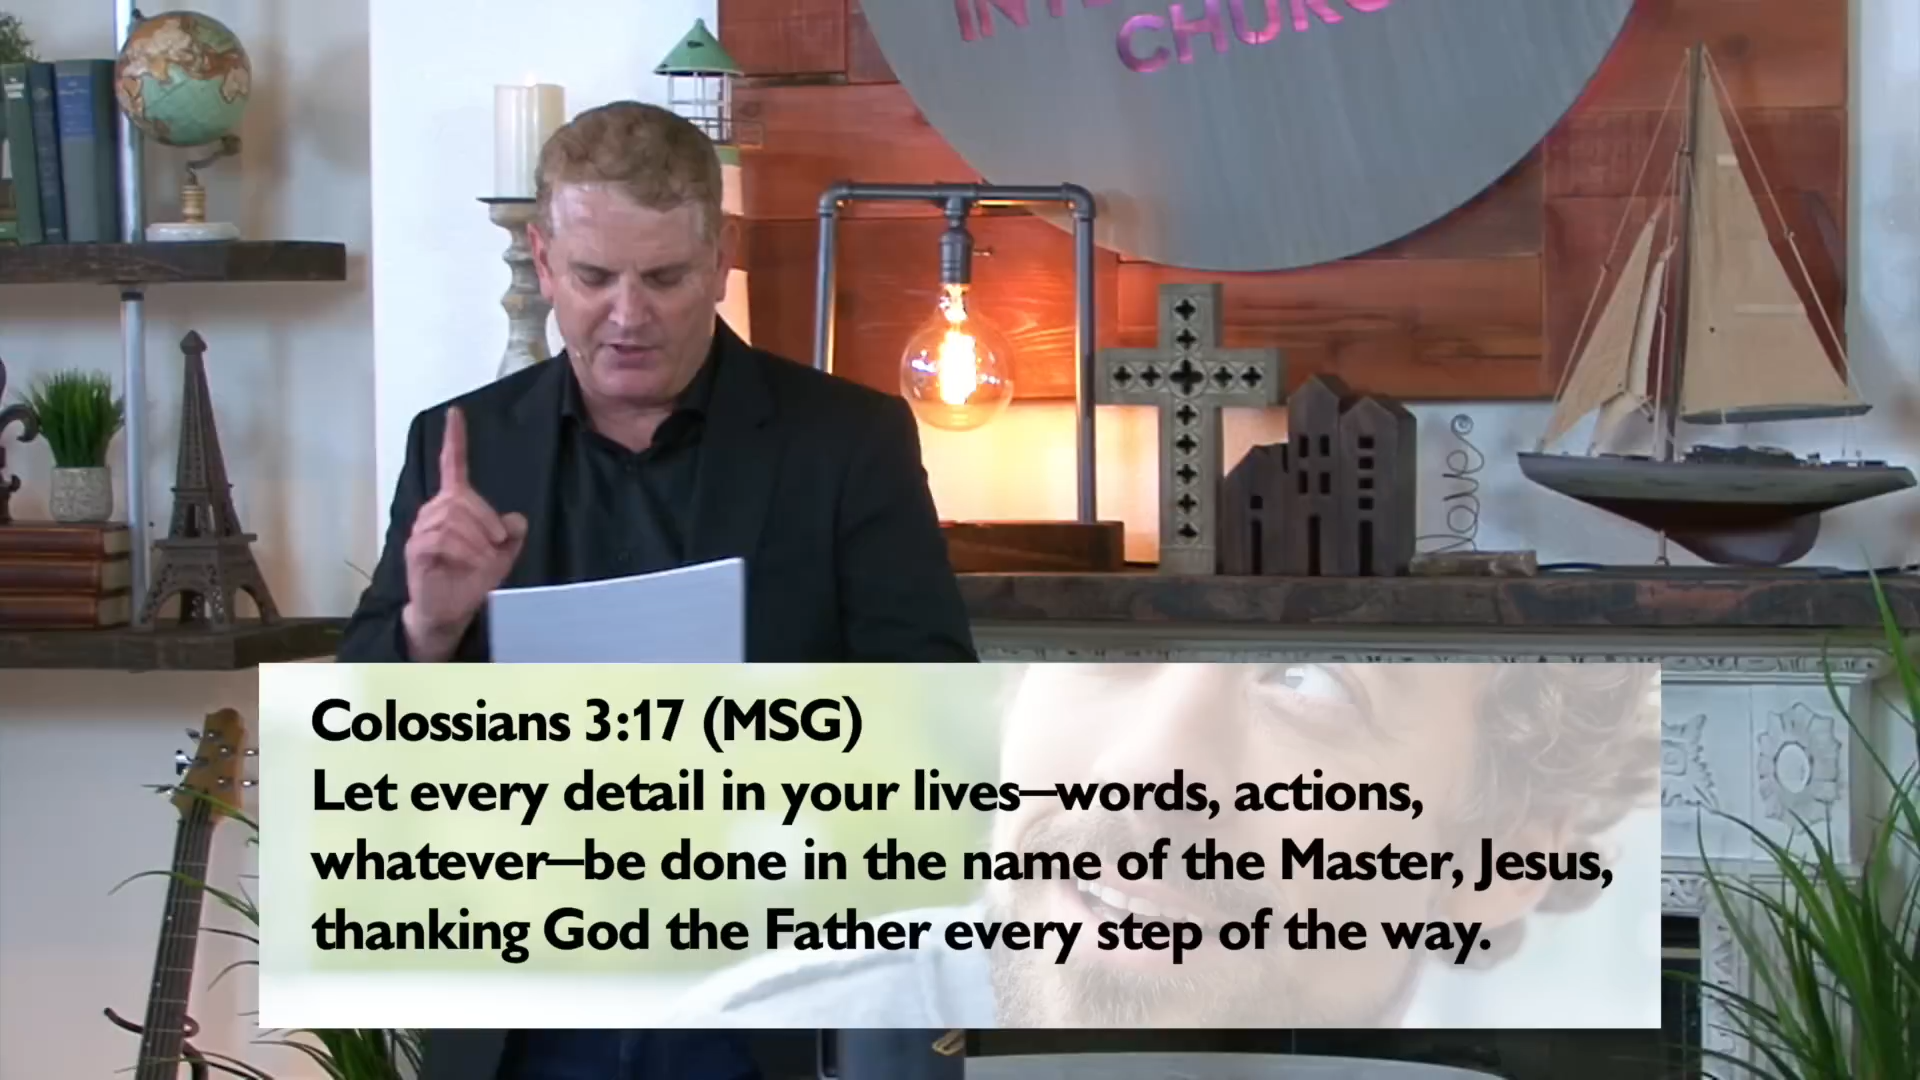 CHURCH
Colossians 3:17 (MSG)
Let every detail in your lives—words, actions,
whatever—be done in the name of the Master, Jesus,
thanking God the Father every step of the way.